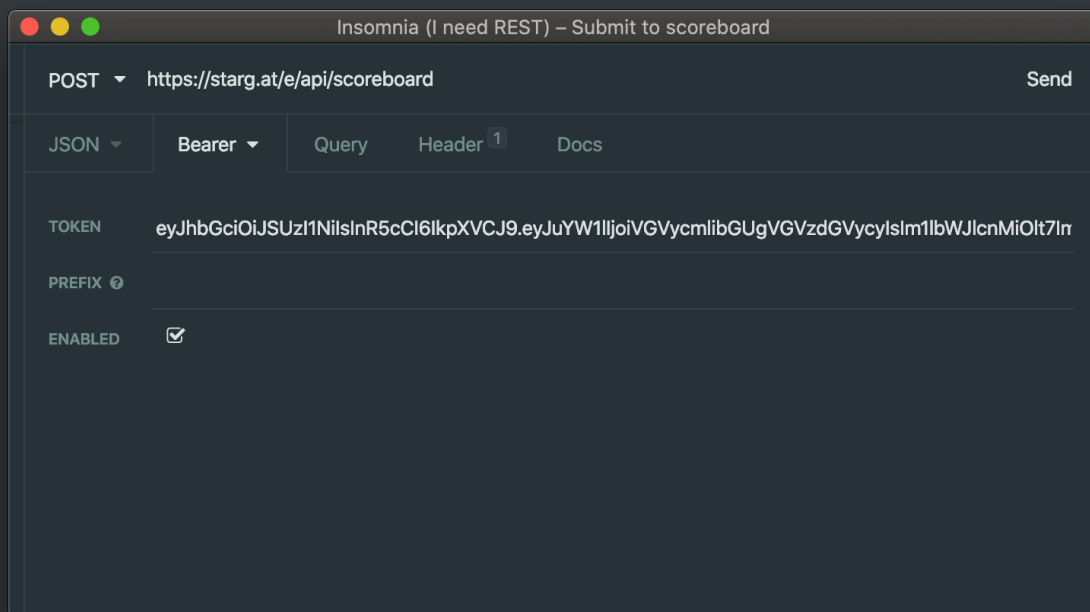 Insomnia (I need REST) – Submit to scoreboard
POST https://starg.at/e/api/scoreboard Send
JSON Bearer Query Header 1 Docs
TOKEN eyJhbGciOiJSUzI1NiIsInR5cCI6IkpXVCJ9.eyJuYW1lIjoiVGVycmlibGUgVGVzdGVycyIsIm1lbWJlcnMiOlt7Im
PREFIX ?
ENABLED